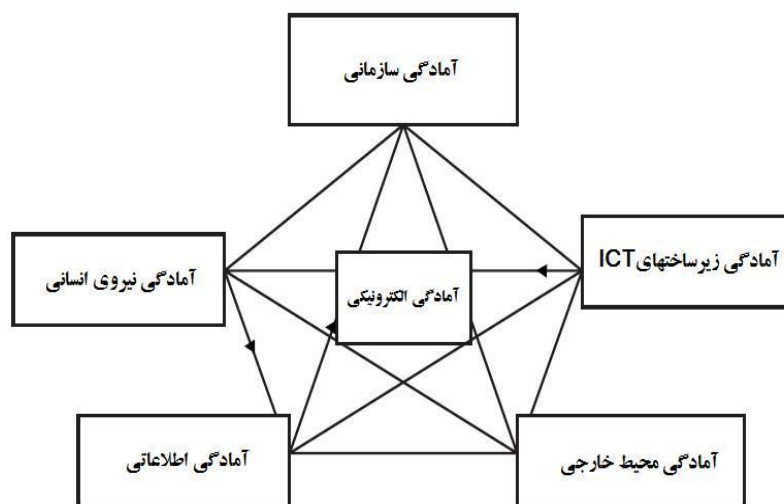 آمادگی سازمانی
آمادگی زیرساختهای ICT
آمادگی نیروی انسانی
آمادگی الکترونیکی
آمادگی محیط خارجی
آمادگی اطلاعاتی